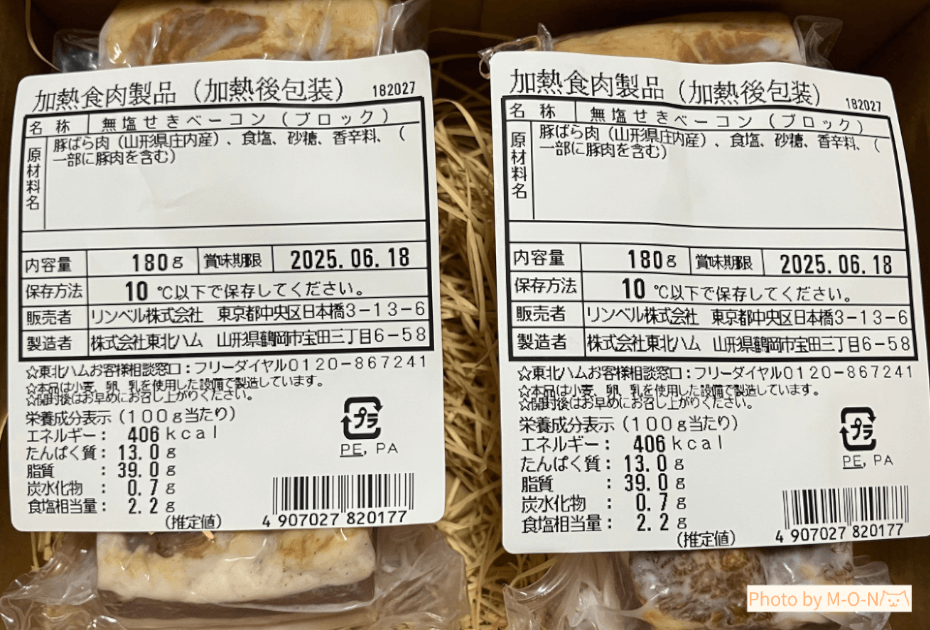 加熱食肉製品（加熱後包装） 182027
名 称 無塩せきベーコン（ブロック）
原材料名 豚ばら肉（山形県庄内産）、食塩、砂糖、香辛料、（
一部に豚肉を含む）
内容量 180g 賞味期限 2025.06.18
保存方法 10 ℃以下で保存してください。
販売者 リンベル株式会社 東京都中央区日本橋3-13-6
製造者 株式会社東北ハム 山形県鶴岡市宝田三丁目6-58
☆東北ハムお客様相談窓口：フリーダイヤル0120-867241
☆本品は小麦、卵、乳を使用した設備で製造しています。
☆開封後はお早めにお召し上がりください。
栄養成分表示（100g当たり）
エネルギー： 406kcal
たんぱく質： 13.0g
脂質 ： 39.0g
炭水化物 ： 0.7g
食塩相当量： 2.2g
（推定値）
プラ
PE, PA
4 907027 820177
加熱食肉製品（加熱後包装） 182027
名 称 無塩せきベーコン（ブロック）
原材料名 豚ばら肉（山形県庄内産）、食塩、砂糖、香辛料、（
一部に豚肉を含む）
内容量 180g 賞味期限 2025.06.18
保存方法 10 ℃以下で保存してください。
販売者 リンベル株式会社 東京都中央区日本橋3-13-6
製造者 株式会社東北ハム 山形県鶴岡市宝田三丁目6-58
☆東北ハムお客様相談窓口：フリーダイヤル0120-867241
☆本品は小麦、卵、乳を使用した設備で製造しています。
☆開封後はお早めにお召し上がりください。
栄養成分表示（100g当たり）
エネルギー： 406kcal
たんぱく質： 13.0g
脂質 ： 39.0g
炭水化物 ： 0.7g
食塩相当量： 2.2g
（推定値）
プラ
PE, PA
4 907027 820177
Photo by M-O-N